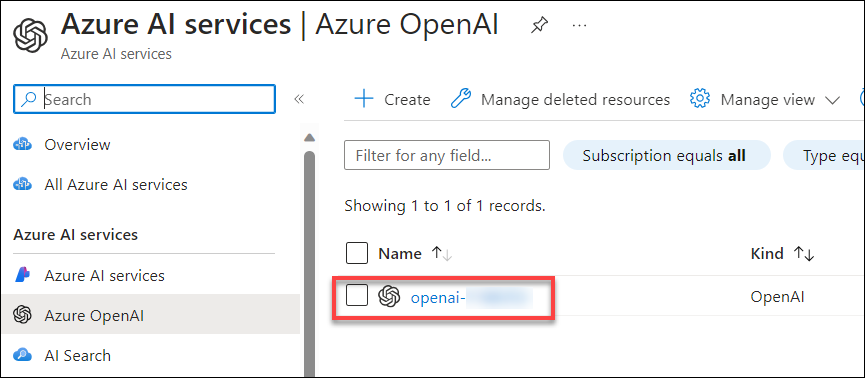 Azure AI services | Azure OpenAI
Azure AI services
Search
Overview
All Azure AI services
Azure AI services
Azure AI services
Azure OpenAI
AI Search
Create Manage deleted resources Manage view
Filter for any field... Subscription equals all Type equ
Showing 1 to 1 of 1 records.
Name Kind
openai- OpenAI